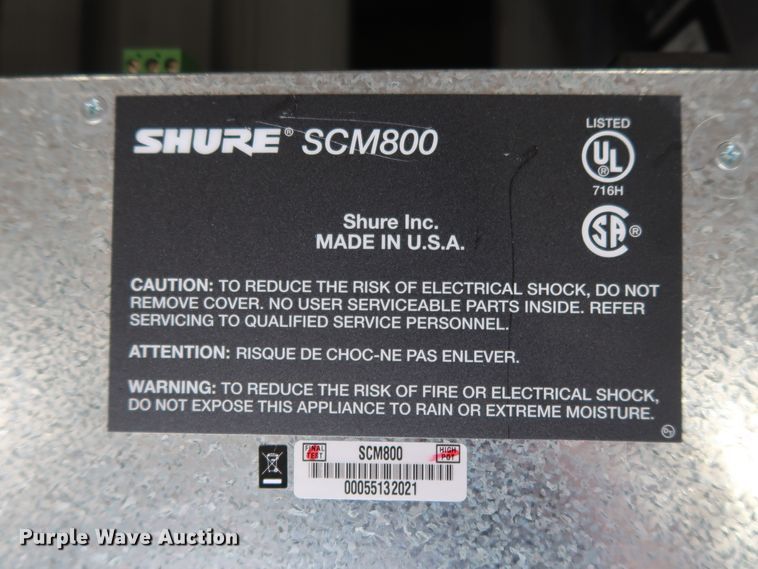 SHURE® SCM800
LISTED
UL®
716H
SA®
Shure Inc.
MADE IN U.S.A.
CAUTION: TO REDUCE THE RISK OF ELECTRICAL SHOCK, DO NOT
REMOVE COVER. NO USER SERVICEABLE PARTS INSIDE. REFER
SERVICING TO QUALIFIED SERVICE PERSONNEL.
ATTENTION: RISQUE DE CHOC-NE PAS ENLEVER.
WARNING: TO REDUCE THE RISK OF FIRE OR ELECTRICAL SHOCK,
DO NOT EXPOSE THIS APPLIANCE TO RAIN OR EXTREME MOISTURE.
FINAL TEST
SCM800
HIGH POT
00055132021
Purple Wave Auction